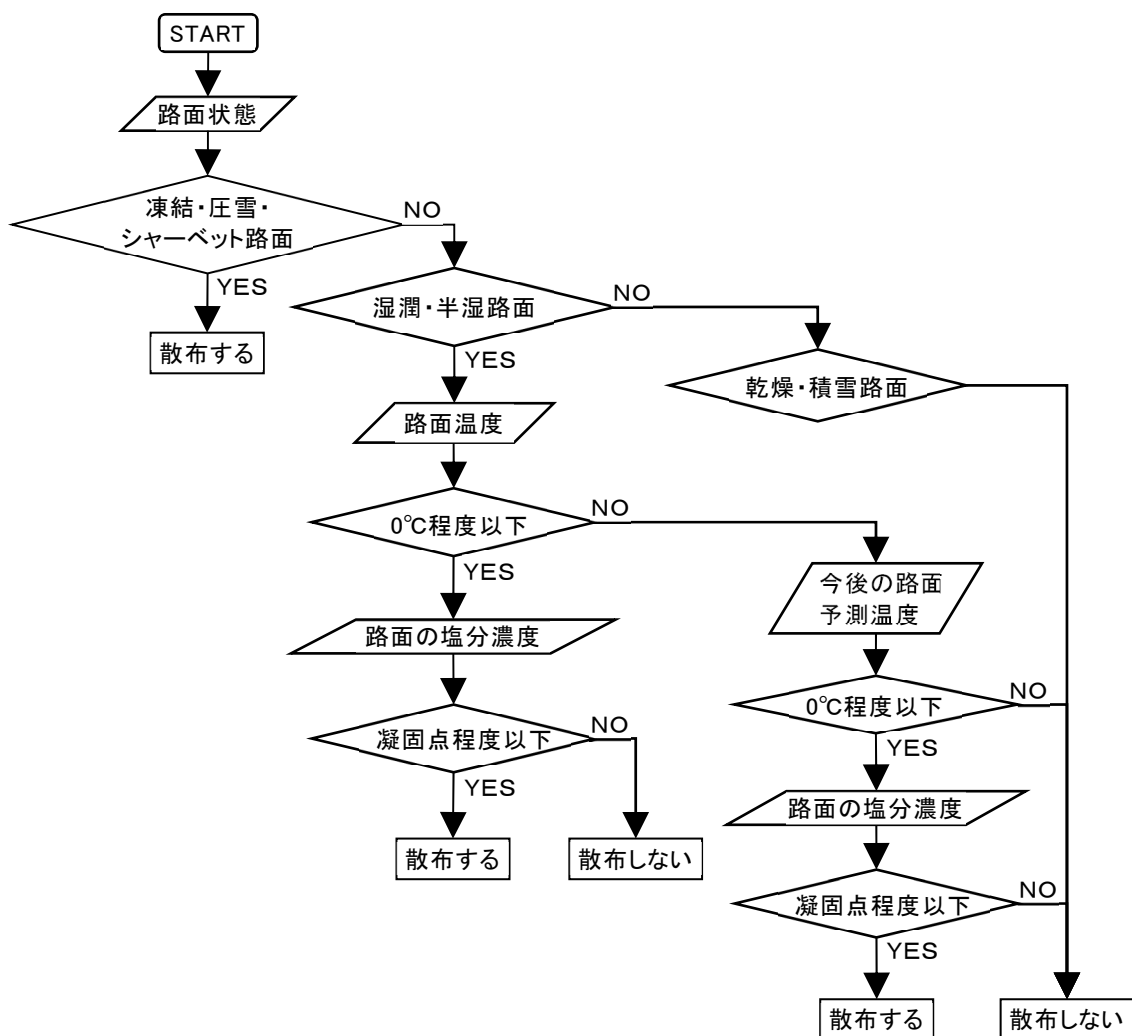 START
路面状態
凍結・圧雪・
シャーベット路面
NO
YES
散布する
湿潤・半湿路面
NO
YES
乾燥・積雪路面
路面温度
0℃程度以下
NO
YES
今後の路面
予測温度
路面の塩分濃度
0℃程度以下
NO
YES
凝固点程度以下
NO
YES
路面の塩分濃度
散布する
散布しない
凝固点程度以下
NO
YES
散布する
散布しない